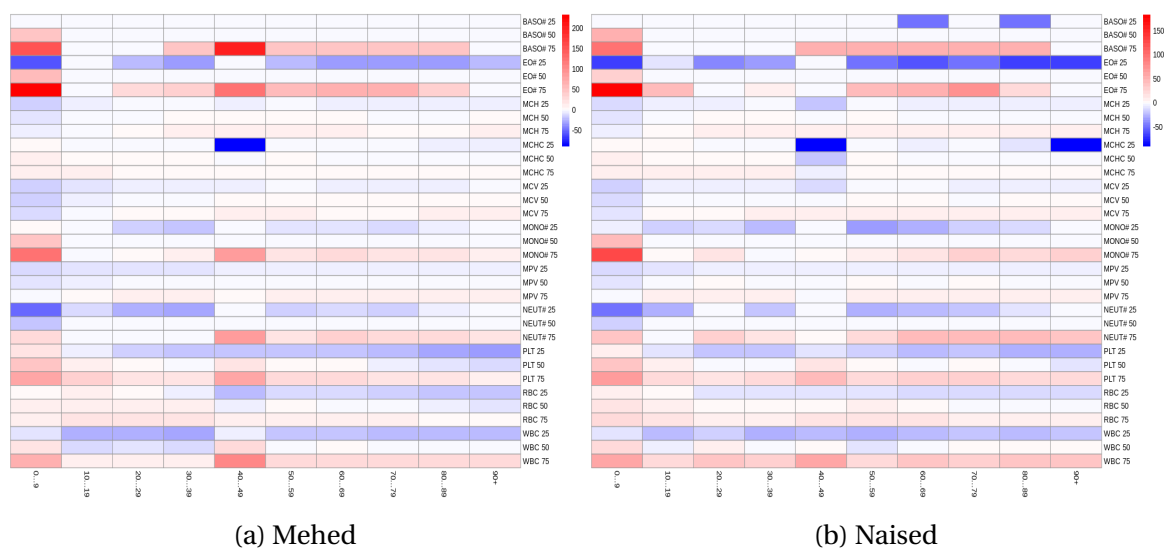 BASO# 25
BASO# 50
BASO# 75
EO# 25
EO# 50
EO# 75
MCH 25
MCH 50
MCH 75
MCHC 25
MCHC 50
MCHC 75
MCV 25
MCV 50
MCV 75
MONO# 25
MONO# 50
MONO# 75
MPV 25
MPV 50
MPV 75
NEUT# 25
NEUT# 50
NEUT# 75
PLT 25
PLT 50
PLT 75
RBC 25
RBC 50
RBC 75
WBC 25
WBC 50
WBC 75
200
150
100
50
0
-50
0...9
10...19
20...29
30...39
40...49
50...59
60...69
70...79
80...89
90+
(a) Mehed
BASO# 25
BASO# 50
BASO# 75
EO# 25
EO# 50
EO# 75
MCH 25
MCH 50
MCH 75
MCHC 25
MCHC 50
MCHC 75
MCV 25
MCV 50
MCV 75
MONO# 25
MONO# 50
MONO# 75
MPV 25
MPV 50
MPV 75
NEUT# 25
NEUT# 50
NEUT# 75
PLT 25
PLT 50
PLT 75
RBC 25
RBC 50
RBC 75
WBC 25
WBC 50
WBC 75
150
100
50
0
-50
0...9
10...19
20...29
30...39
40...49
50...59
60...69
70...79
80...89
90+
(b) Naised